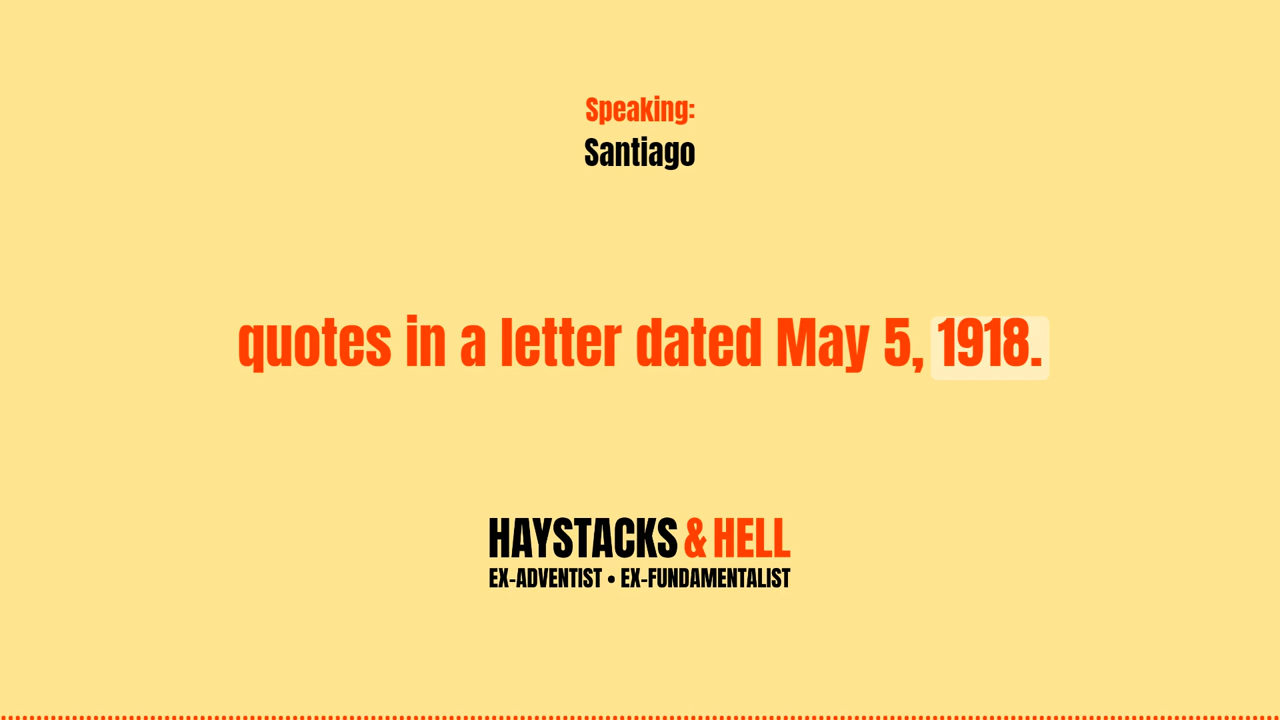 Speaking:
Santiago
quotes in a letter dated May 5, 1918.
HAYSTACKS & HELL
EX-ADVENTIST • EX-FUNDAMENTALIST